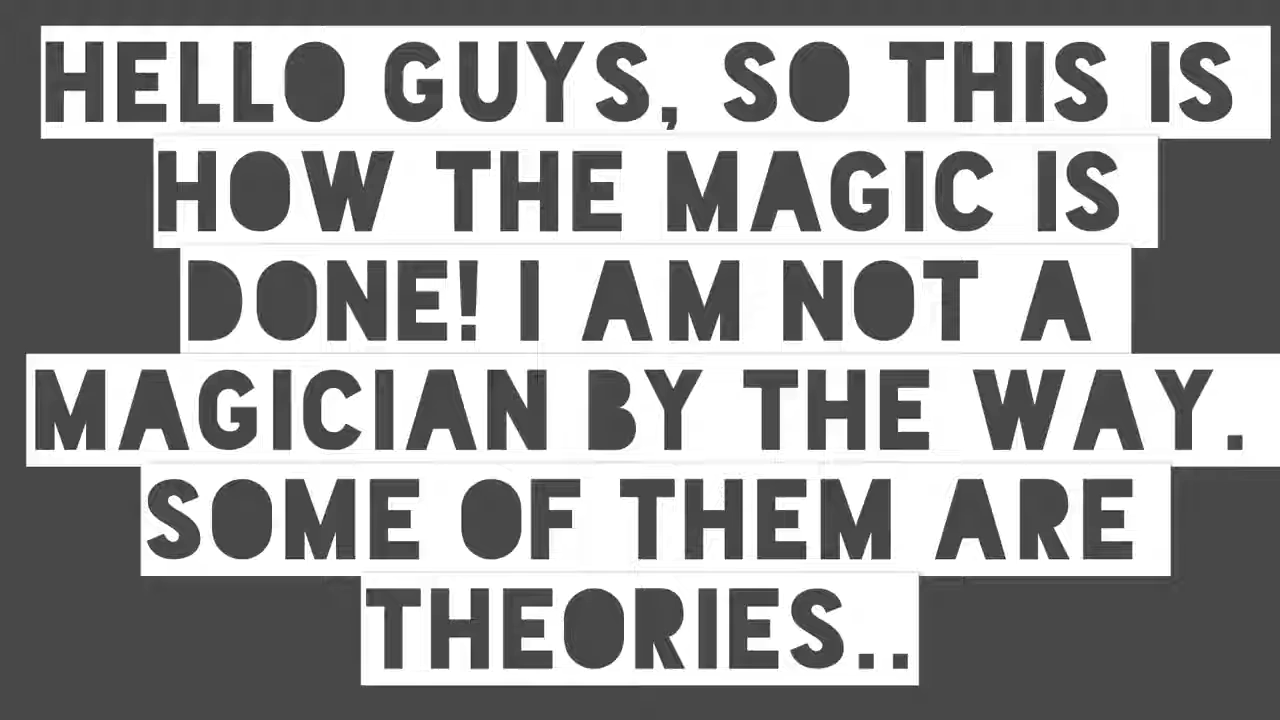 HELLO GUYS, SO THIS IS
HOW THE MAGIC IS
DONE! I AM NOT A
MAGICIAN BY THE WAY.
SOME OF THEM ARE
THEORIES..